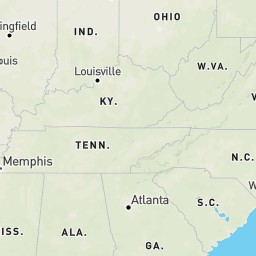 OHIO
ngfield
IND.
ouis
W.VA.
Louisville
KY.
V
TENN.
Memphis
N.C.
W
Atlanta
S.C.
ISS.
ALA.
GA.